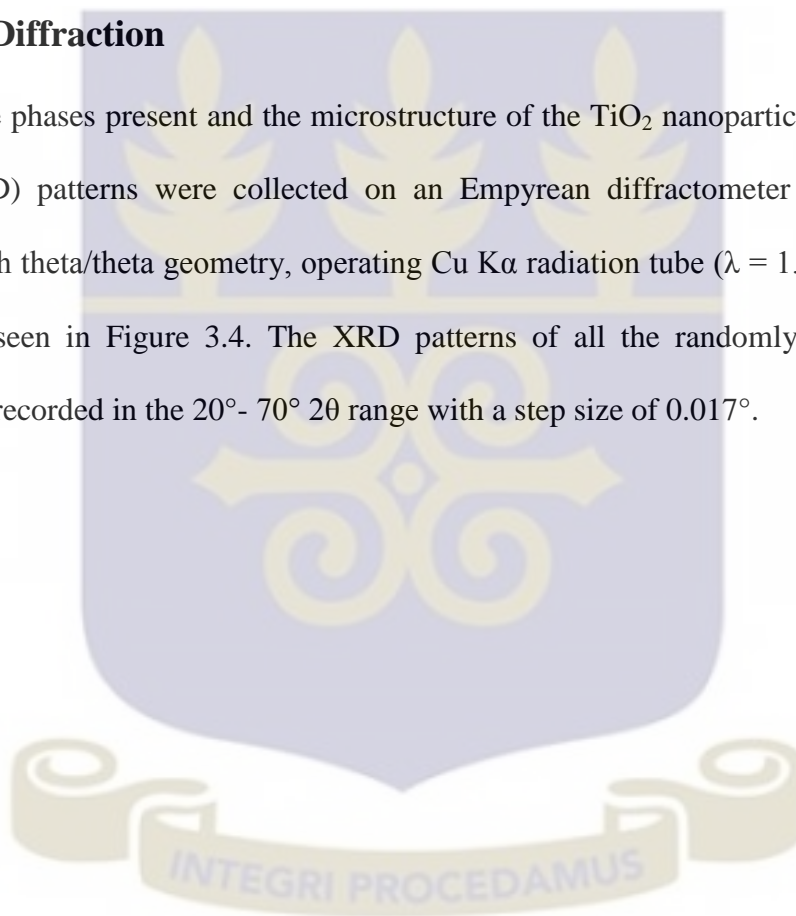 Diffraction
phases present and the microstructure of the TiO₂ nanopartic
D) patterns were collected on an Empyrean diffractometer
h theta/theta geometry, operating Cu Kα radiation tube (λ = 1.
seen in Figure 3.4. The XRD patterns of all the randomly
recorded in the 20°- 70° 2θ range with a step size of 0.017°.
INTEGRI PROCEDAMUS